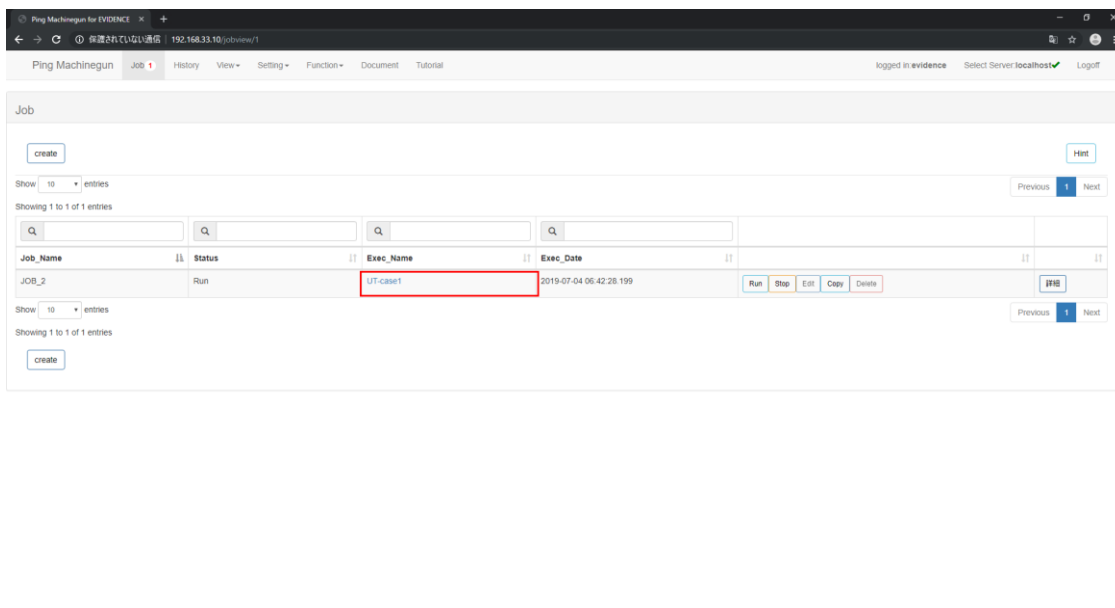 Ping Machinegun for EVIDENCE
保護されていない通信 | 192.168.33.10/jobview/1
Ping Machinegun Job 1 History View Setting Function Document Tutorial logged in:evidence Select Server:localhost Logoff
Job
create Hint
Show 10 entries Previous 1 Next
Showing 1 to 1 of 1 entries
Job_Name Status Exec_Name Exec_Date
JOB_2 Run UT-case1 2019-07-04 06:42:28.199 Run Stop Edit Copy Delete 詳細
Show 10 entries Previous 1 Next
Showing 1 to 1 of 1 entries
create